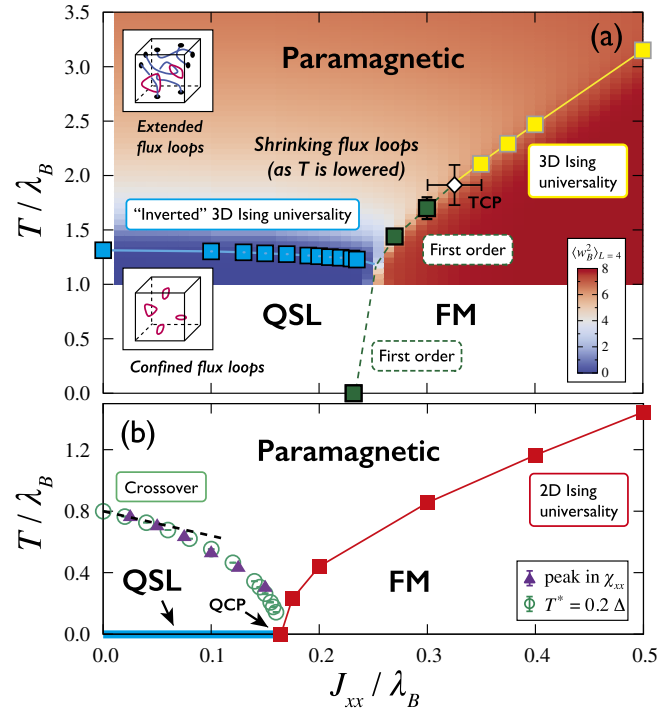 (a)
Paramagnetic
Extended
flux loops
Shrinking flux loops
(as T is lowered)
3D Ising
universality
TCP
"Inverted" 3D Ising universality
First order
⟨w_B^2⟩_{L = 4}
8
6
4
2
0
QSL
FM
Confined flux loops
First order
T / λ_B
3.5
3.0
2.5
2.0
1.5
1.0
0.5
0.0
(b)
Paramagnetic
Crossover
2D Ising
universality
QSL
QCP
FM
peak in χ_{xx}
T* = 0.2 Δ
T / λ_B
1.2
0.8
0.4
0.0
0.0 0.1 0.2 0.3 0.4 0.5
J_{xx} / λ_B